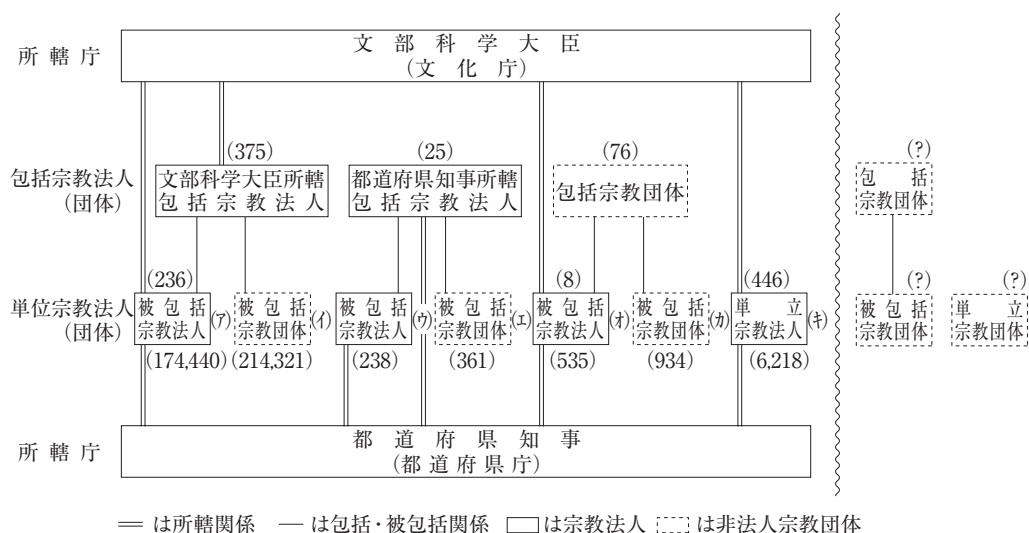 所轄庁
文部科学大臣
(文化庁)
(375)
(25)
(76)
(?)
包括宗教法人
(団体)
文部科学大臣所轄
包括宗教法人
都道府県知事所轄
包括宗教法人
包括宗教団体
包括
宗教団体
(236)
(8)
(446)
(?)
(?)
単位宗教法人
(団体)
被包括
宗教法人
(ア)
被包括
宗教団体
(イ)
被包括
宗教法人
(ウ)
被包括
宗教団体
(エ)
被包括
宗教法人
(オ)
被包括
宗教団体
(カ)
単立
宗教法人
(キ)
被包括
宗教団体
単立
宗教団体
(174,440)
(214,321)
(238)
(361)
(535)
(934)
(6,218)
所轄庁
都道府県知事
(都道府県庁)
は所轄関係 は包括・被包括関係 は宗教法人 は非法人宗教団体